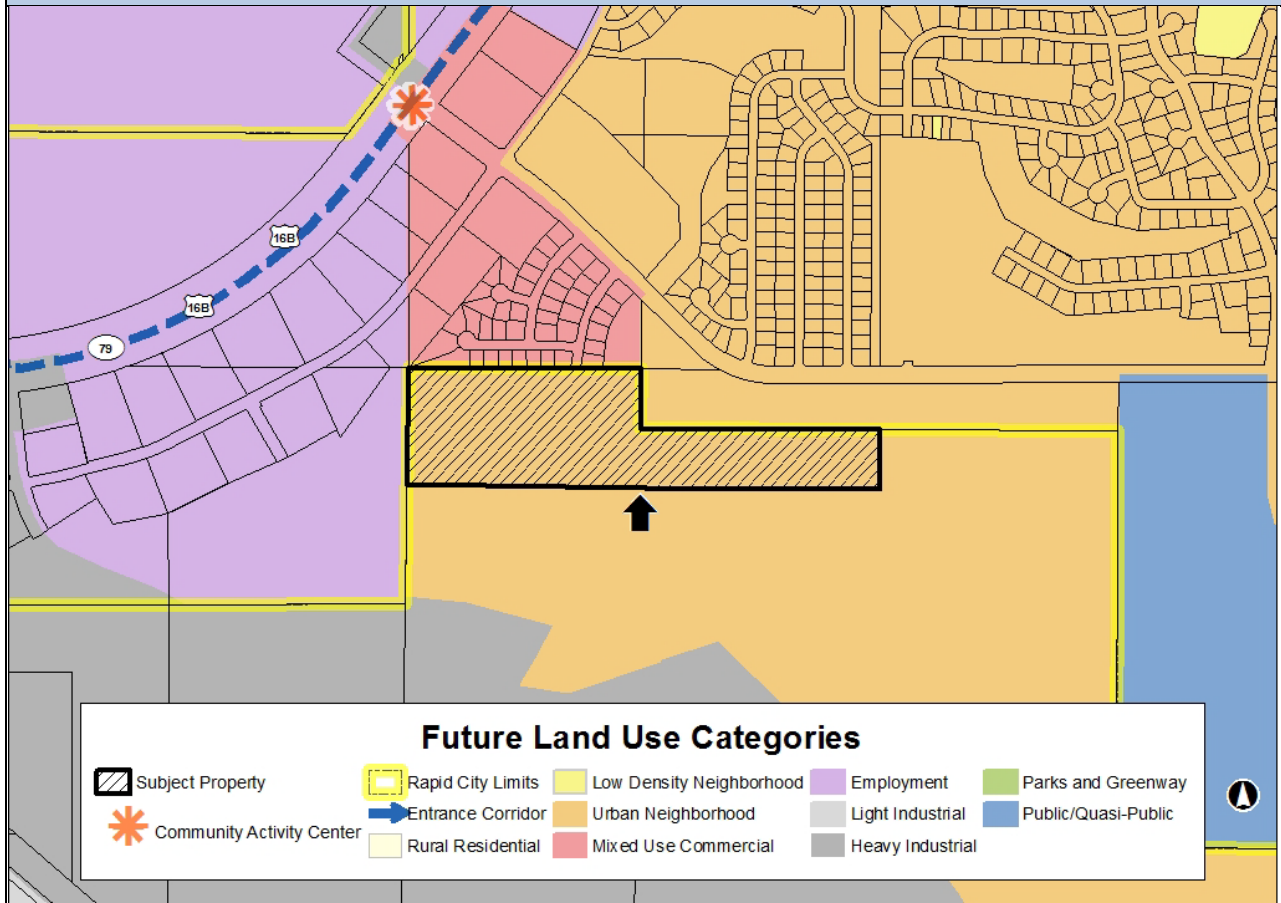 16B
16B
79
Future Land Use Categories
Subject Property
Rapid City Limits
Low Density Neighborhood
Employment
Parks and Greenway
Community Activity Center
Entrance Corridor
Urban Neighborhood
Light Industrial
Public/Quasi-Public
Rural Residential
Mixed Use Commercial
Heavy Industrial